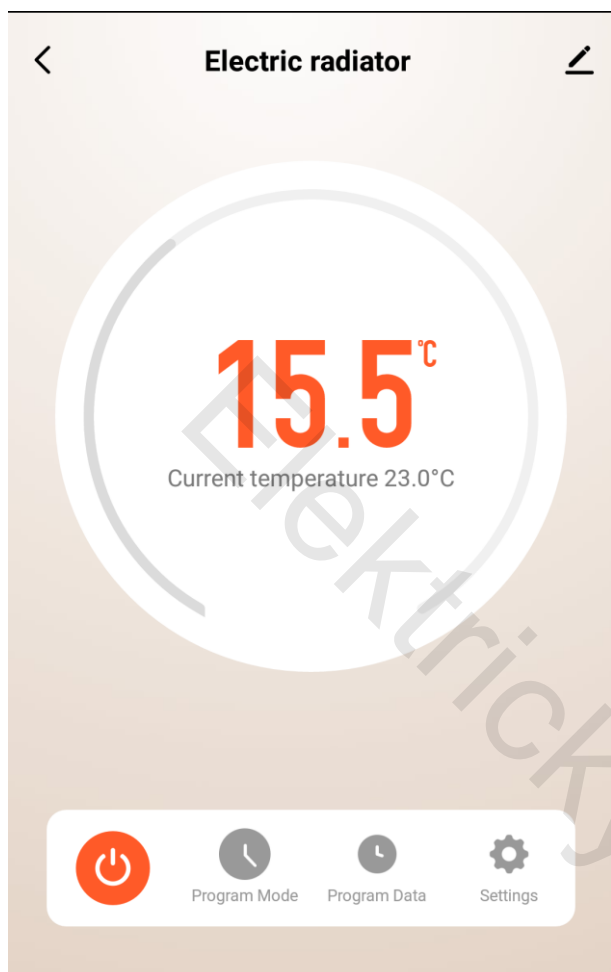 Electric radiator
15.5°C
Current temperature 23.0°C
Program Mode
Program Data
Settings
Elektricky